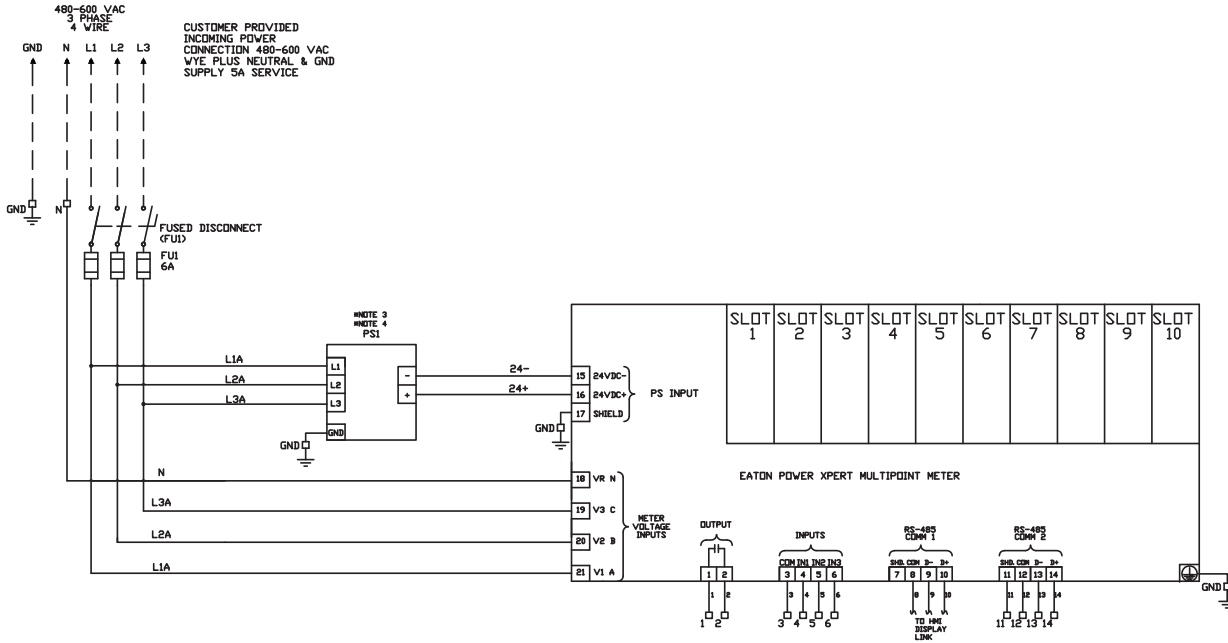 480-600 VAC
3 PHASE
4 WIRE
GND N L1 L2 L3
CUSTOMER PROVIDED
INCOMING POWER
CONNECTION 480-600 VAC
WYE PLUS NEUTRAL & GND
SUPPLY 5A SERVICE
GND
N
FUSED DISCONNECT
(FU1)
FU1
6A
*NOTE 3
*NOTE 4
PS1
L1A
L2A
L3A
L1
L2
L3
GND
-
+
GND
24-
24+
15 24VDC-
16 24VDC+
17 SHIELD
PS INPUT
GND
SLOT 1
SLOT 2
SLOT 3
SLOT 4
SLOT 5
SLOT 6
SLOT 7
SLOT 8
SLOT 9
SLOT 10
EATON POWER XPERT MULTIPOINT METER
N
L3A
L2A
L1A
18 VR N
19 V3 C
20 V2 B
21 V1 A
METER
VOLTAGE
INPUTS
OUTPUT
1 2
1 2
1 2
INPUTS
COM IN1 IN2 IN3
3 4 5 6
3 4 5 6
3 4 5 6
RS-485
COMM 1
SHD. COM D- D+
7 8 9 10
8 9 10
TO HMI
DISPLAY
LINK
RS-485
COMM 2
SHD. COM D- D+
11 12 13 14
11 12 13 14
11 12 13 14
GND